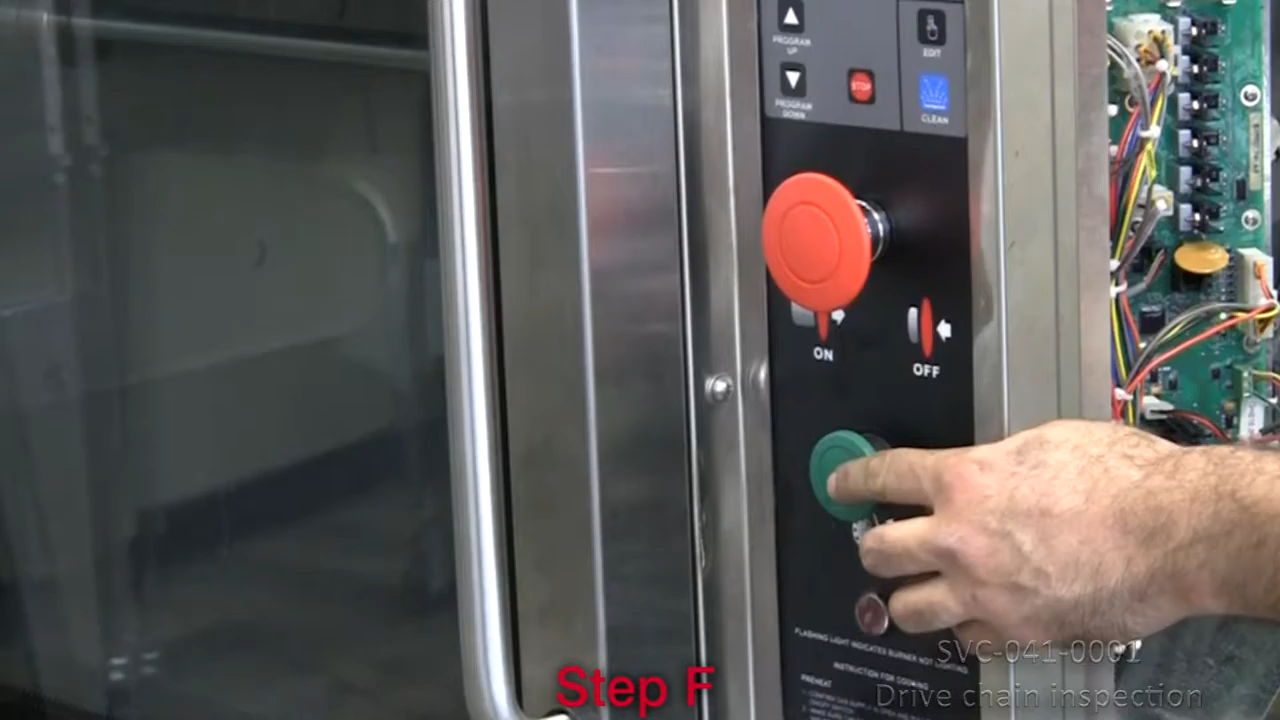 PROGRAM
UP
EDIT
PROGRAM
DOWN
STOP
CLEAN
ON
OFF
FLASHING LIGHT INDICATES BURNER NOT LIGHTING
INSTRUCTION FOR COOKING
PREHEAT
SVC-041-0001
Step F
Drive chain inspection